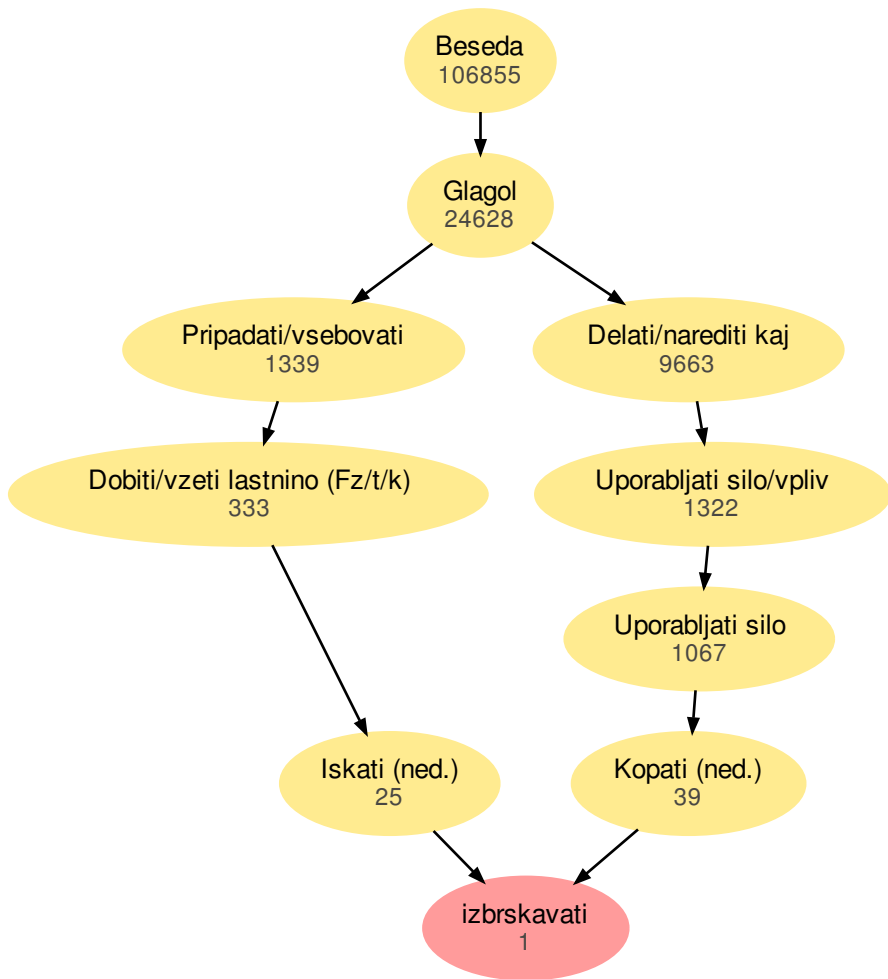 Beseda
106855
Glagol
24628
Pripadati/vsebovati
1339
Delati/narediti kaj
9663
Dobiti/vzeti lastnino (Fz/t/k)
333
Uporabljati silo/vpliv
1322
Uporabljati silo
1067
Iskati (ned.)
25
Kopati (ned.)
39
izbrskavati
1